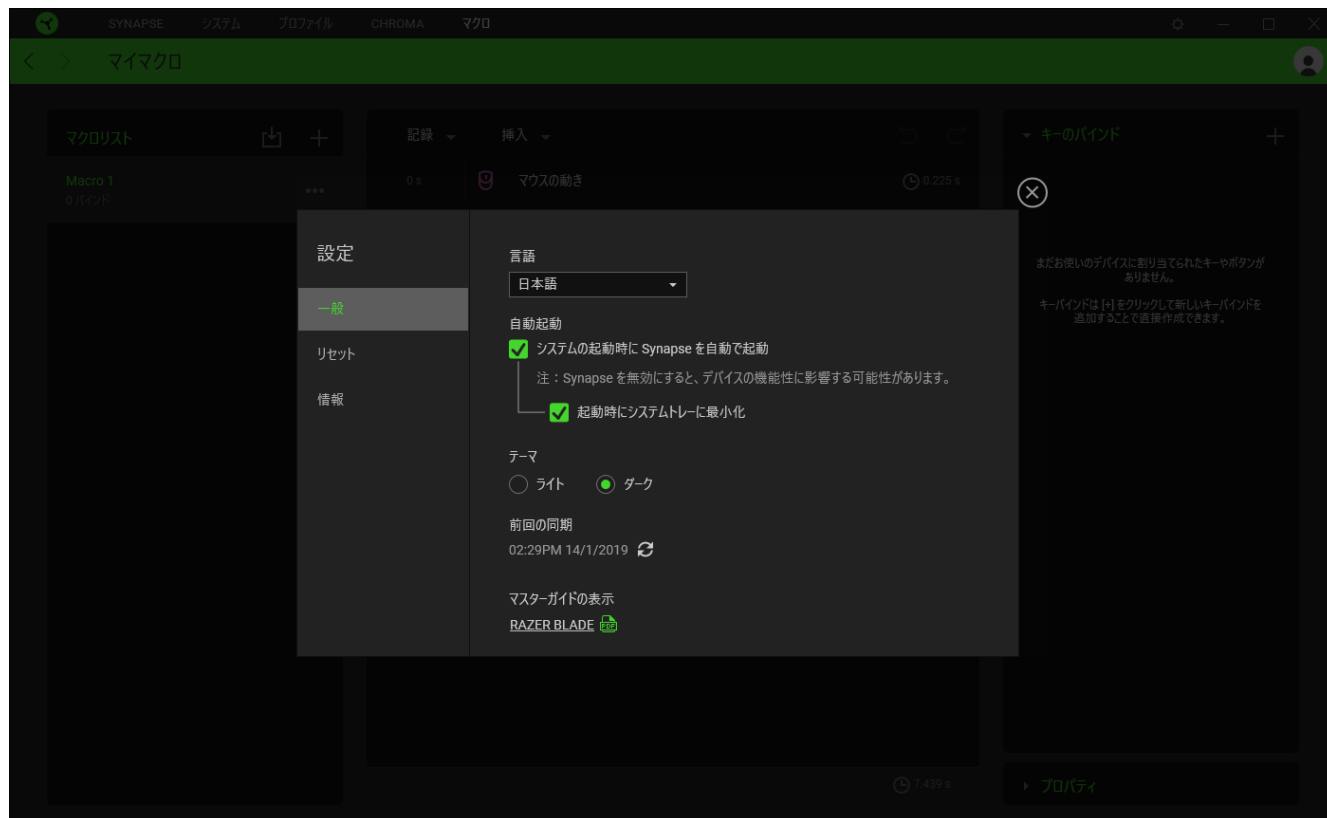 SYNAPSE システム プロファイル CHROMA マクロ
マイマクロ
マクロリスト
Macro 1
0 バインド
記録 挿入
0 s マウスの動き 0.225 s
キーのバインド
まだお使いのデバイスに割り当てられたキーやボタンが
ありません。
キーバインドは [+] をクリックして新しいキーバインドを
追加することで直接作成できます。
設定
一般
リセット
情報
言語
日本語
自動起動
システムの起動時に Synapse を自動で起動
注：Synapse を無効にすると、デバイスの機能性に影響する可能性があります。
起動時にシステムトレーに最小化
テーマ
ライト ダーク
前回の同期
02:29PM 14/1/2019
マスターガイドの表示
RAZER BLADE PDF
7.439 s
プロパティ